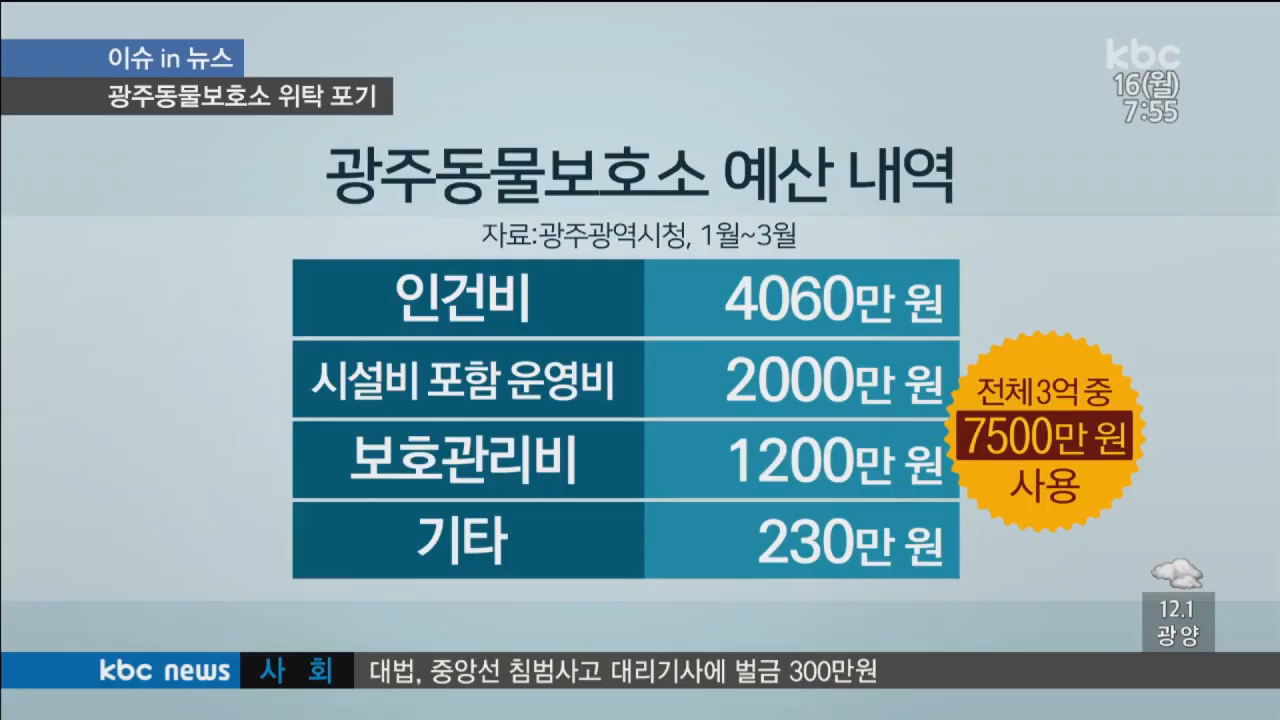 이슈 in 뉴스
광주동물보호소 위탁 포기
kbc
16(월)
7:55
광주동물보호소 예산 내역
자료:광주광역시청, 1월~3월
인건비 4060만 원
시설비 포함 운영비 2000만 원
보호관리비 1200만 원
기타 230만 원
전체 3억 중
7500만 원
사용
12.1
광양
kbc news 사회 대법, 중앙선 침범사고 대리기사에 벌금 300만원